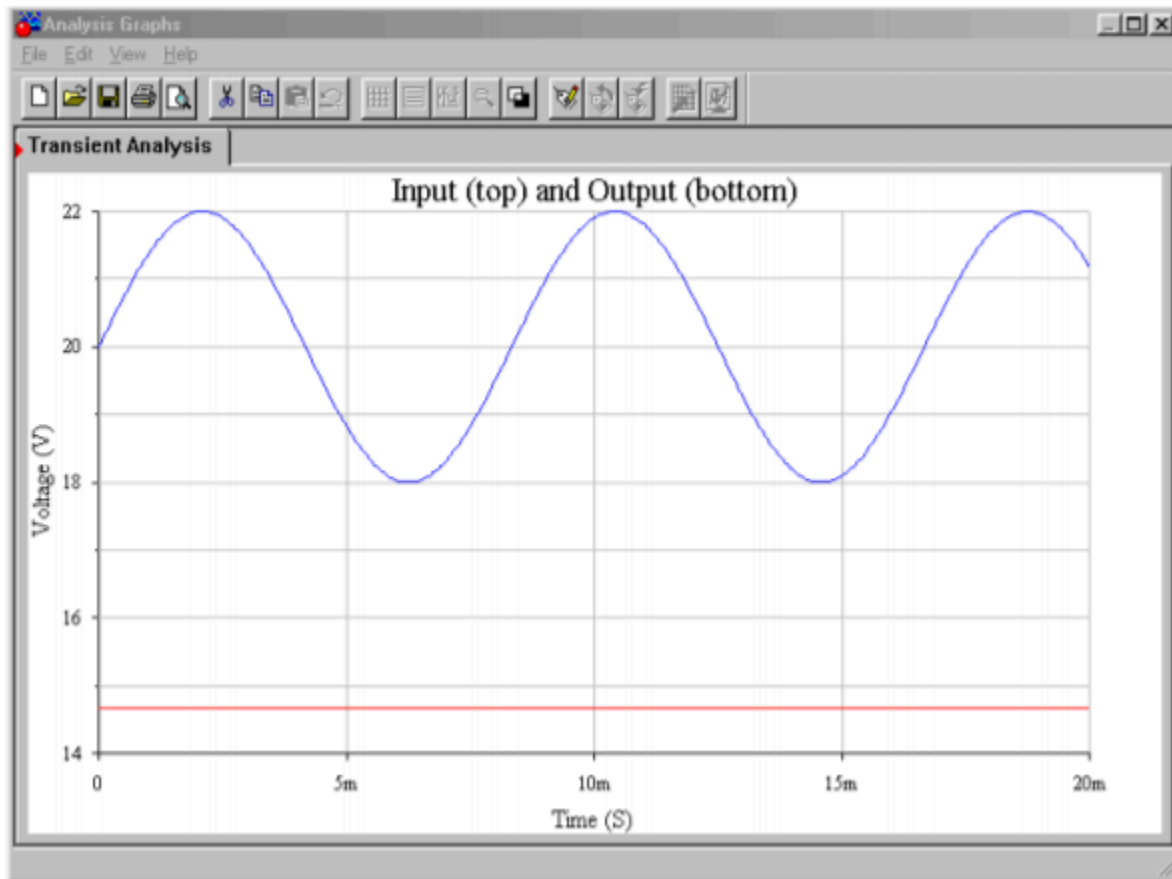 Analysis Graphs
File Edit View Help
Transient Analysis
Input (top) and Output (bottom)
22
20
18
16
14
Voltage (V)
0 5m 10m 15m 20m
Time (S)